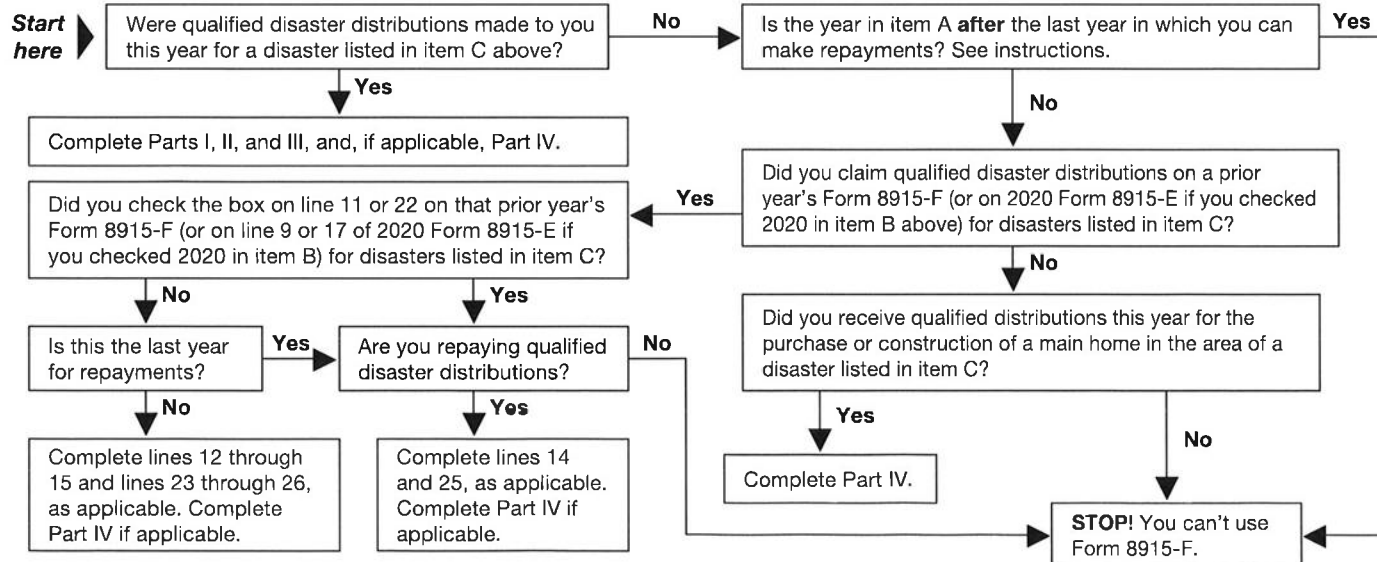 Start
here
Were qualified disaster distributions made to you
this year for a disaster listed in item C above?
No
Is the year in item A after the last year in which you can
make repayments? See instructions.
Yes
Yes
No
Complete Parts I, II, and III, and, if applicable, Part IV.
Did you claim qualified disaster distributions on a prior
year's Form 8915-F (or on 2020 Form 8915-E if you checked
2020 in item B above) for disasters listed in item C?
Yes
Did you check the box on line 11 or 22 on that prior year's
Form 8915-F (or on line 9 or 17 of 2020 Form 8915-E if
you checked 2020 in item B) for disasters listed in item C?
No
No
Yes
Did you receive qualified distributions this year for the
purchase or construction of a main home in the area of a
disaster listed in item C?
Is this the last year
for repayments?
Yes
Are you repaying qualified
disaster distributions?
No
No
Yes
Yes
No
Complete lines 12 through
15 and lines 23 through 26,
as applicable. Complete
Part IV if applicable.
Complete lines 14
and 25, as applicable.
Complete Part IV if
applicable.
Complete Part IV.
STOP! You can't use
Form 8915-F.